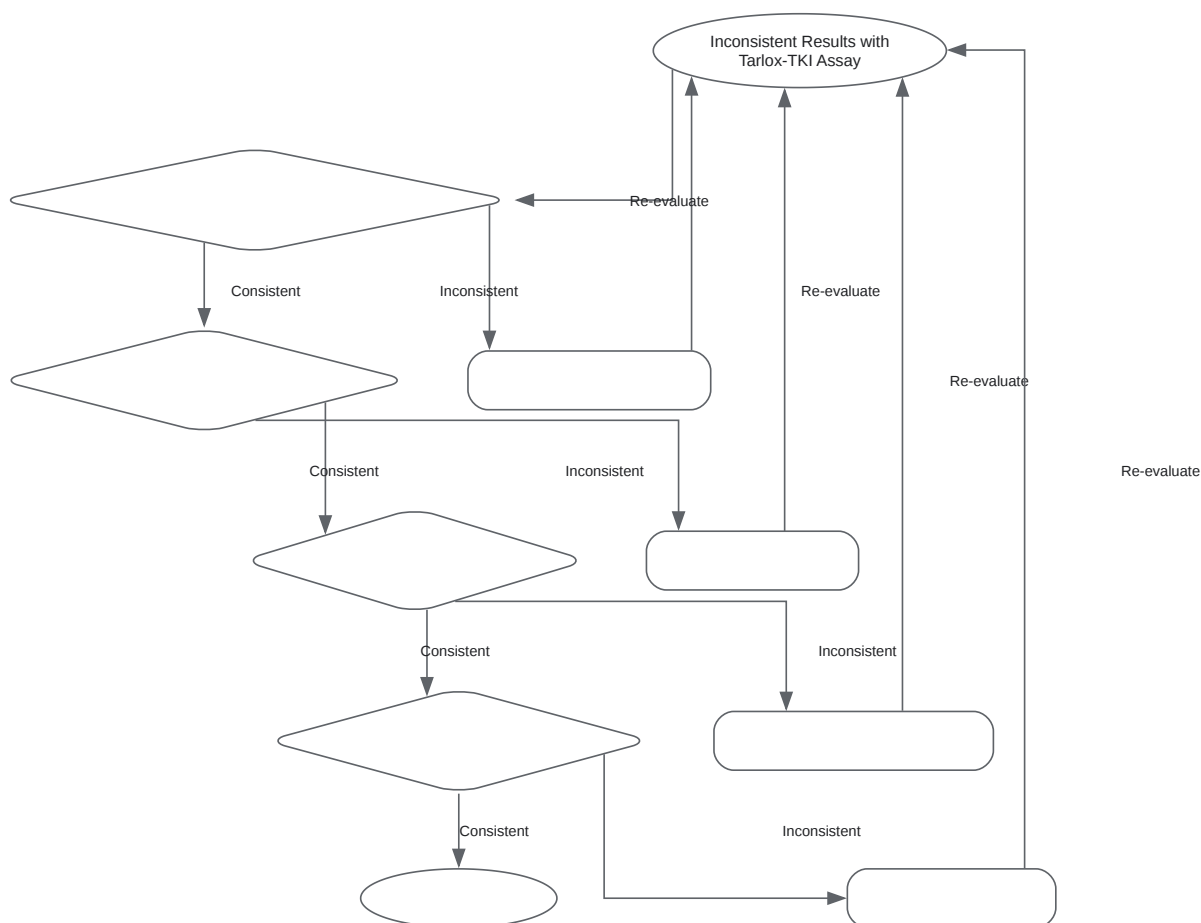 Inconsistent Results with
Tarlox-TKI Assay
Re-evaluate
Consistent
Inconsistent
Re-evaluate
Re-evaluate
Consistent
Inconsistent
Re-evaluate
Consistent
Inconsistent
Consistent
Inconsistent